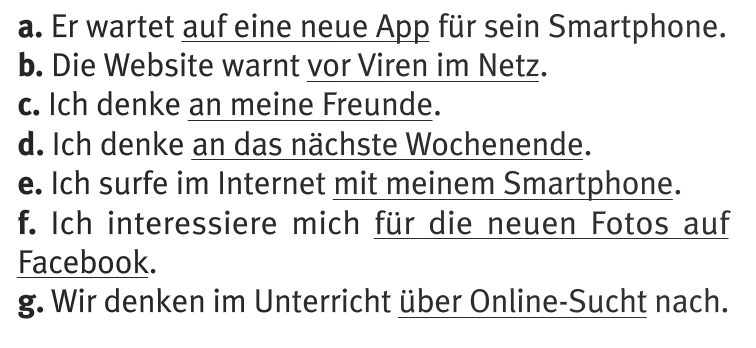 a. Er wartet auf eine neue App für sein Smartphone.
b. Die Website warnt vor Viren im Netz.
c. Ich denke an meine Freunde.
d. Ich denke an das nächste Wochenende.
e. Ich surfe im Internet mit meinem Smartphone.
f. Ich interessiere mich für die neuen Fotos auf
Facebook.
g. Wir denken im Unterricht über Online-Sucht nach.